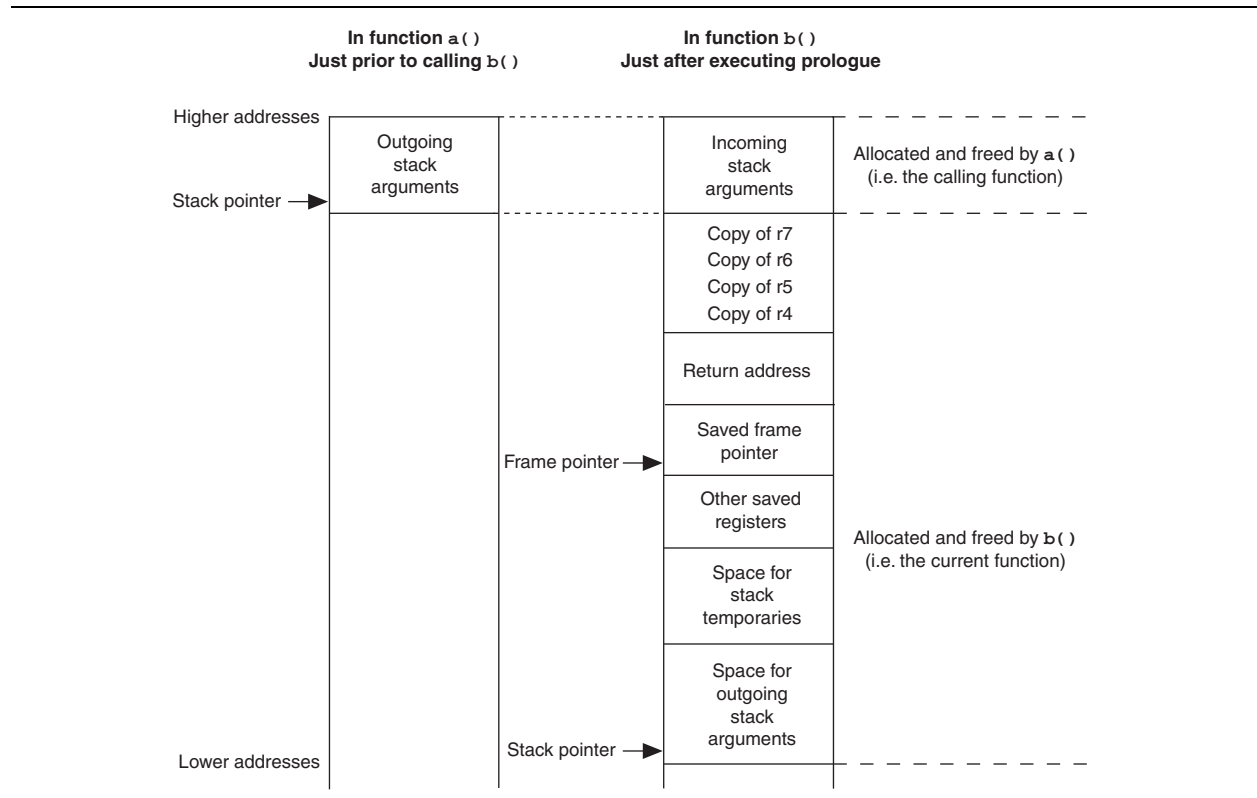 In function a()
Just prior to calling b()
In function b()
Just after executing prologue
Higher addresses
Outgoing
stack
arguments
Incoming
stack
arguments
Allocated and freed by a()
(i.e. the calling function)
Stack pointer
Copy of r7
Copy of r6
Copy of r5
Copy of r4
Return address
Saved frame
pointer
Frame pointer
Other saved
registers
Allocated and freed by b()
(i.e. the current function)
Space for
stack
temporaries
Space for
outgoing
stack
arguments
Stack pointer
Lower addresses